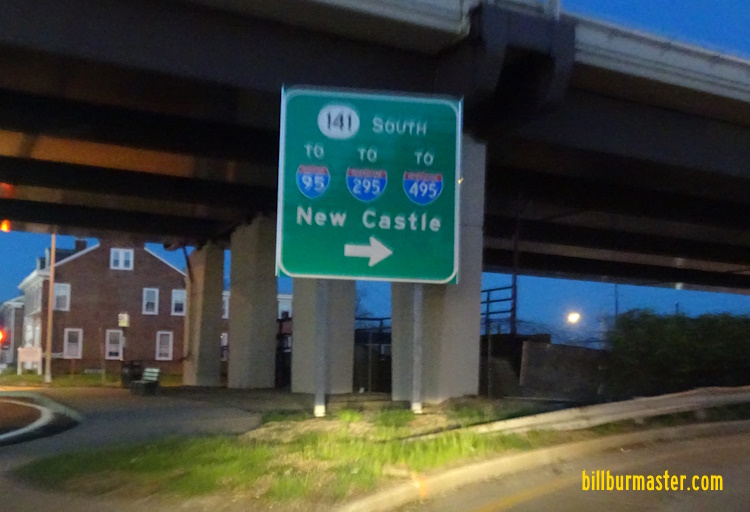 141 SOUTH
TO TO TO
95 295 495
New Castle
billburmaster.com